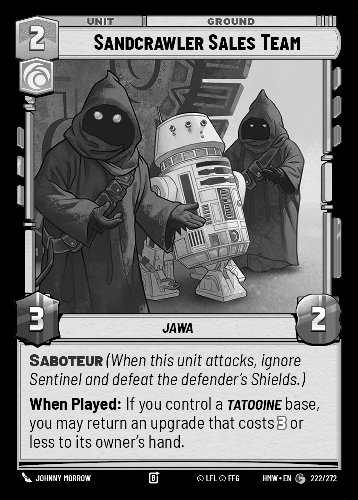 UNIT
GROUND
2
SANDCRAWLER SALES TEAM
3
JAWA
2
SABOTEUR (When this unit attacks, ignore
Sentinel and defeat the defender's Shields.)
When Played: If you control a TATOOINE base,
you may return an upgrade that costs 3 or
less to its owner's hand.
JOHNNY MORROW
© LFL © FFG
HMW • EN
222/272